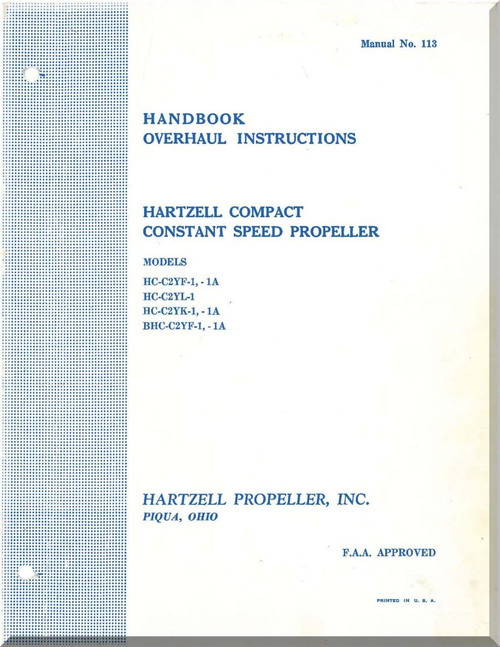 Manual No. 113
HANDBOOK
OVERHAUL INSTRUCTIONS
HARTZELL COMPACT
CONSTANT SPEED PROPELLER
MODELS
HC-C2YF-1, - 1A
HC-C2YL-1
HC-C2YK-1, - 1A
BHC-C2YF-1, - 1A
HARTZELL PROPELLER, INC.
PIQUA, OHIO
F.A.A. APPROVED
PRINTED IN U. S. A.